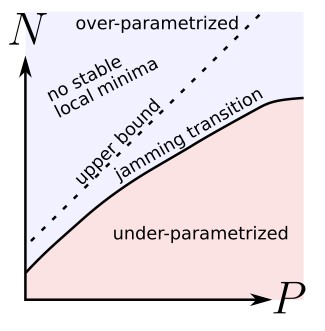 N
over-parametrized
no stable
local minima
upper bound
jamming transition
under-parametrized
P